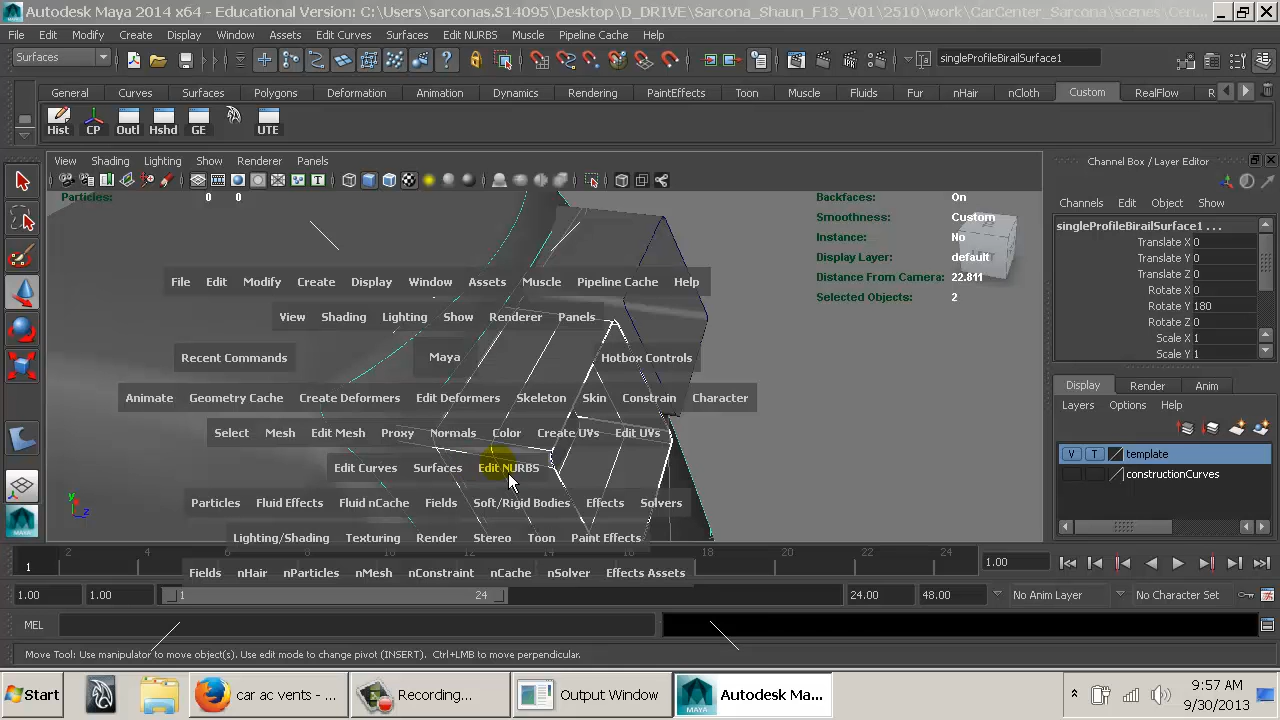 Autodesk Maya 2014 x64 - Educational Version: C:\Users\sarconas.S14095\Desktop\D_DRIVE\Sarcona_Shaun_F13_V01\2510\work\CarCenter_Sarcona\scenes\Cen
File Edit Modify Create Display Window Assets Edit Curves Surfaces Edit NURBS Muscle Pipeline Cache Help
Surfaces singleProfileBirailSurface1
General Curves Surfaces Polygons Deformation Animation Dynamics Rendering PaintEffects Toon Muscle Fluids Fur nHair nCloth Custom RealFlow R
Hist CP Outl Hshd GE UTE
View Shading Lighting Show Renderer Panels
Channel Box / Layer Editor
Particles: 0 0
Backfaces: On
Smoothness: Custom
Instance: No
Display Layer: default
Distance From Camera: 22.811
Selected Objects: 2
Channels Edit Object Show
singleProfileBirailSurface1 . . .
Translate X 0
Translate Y 0
Translate Z 0
Rotate X 0
Rotate Y 180
Rotate Z 0
Scale X 1
Scale Y 1
File Edit Modify Create Display Window Assets Muscle Pipeline Cache Help
View Shading Lighting Show Renderer Panels
Recent Commands Maya Hotbox Controls
Animate Geometry Cache Create Deformers Edit Deformers Skeleton Skin Constrain Character
Select Mesh Edit Mesh Proxy Normals Color Create UVs Edit UVs
Edit Curves Surfaces Edit NURBS
Particles Fluid Effects Fluid nCache Fields Soft/Rigid Bodies Effects Solvers
Lighting/Shading Texturing Render Stereo Toon Paint Effects
Fields nHair nParticles nMesh nConstraint nCache nSolver Effects Assets
Display Render Anim
Layers Options Help
V T template
constructionCurves
y
z
2 4 6 18 20 22 24
1 1.00
1.00 1.00 1 24 24.00 48.00 No Anim Layer No Character Set
MEL
Move Tool: Use manipulator to move object(s). Use edit mode to change pivot (INSERT). Ctrl+LMB to move perpendicular.
Start car ac vents - ... Recording... Output Window Autodesk Ma...
MAYA
9:57 AM
9/30/2013